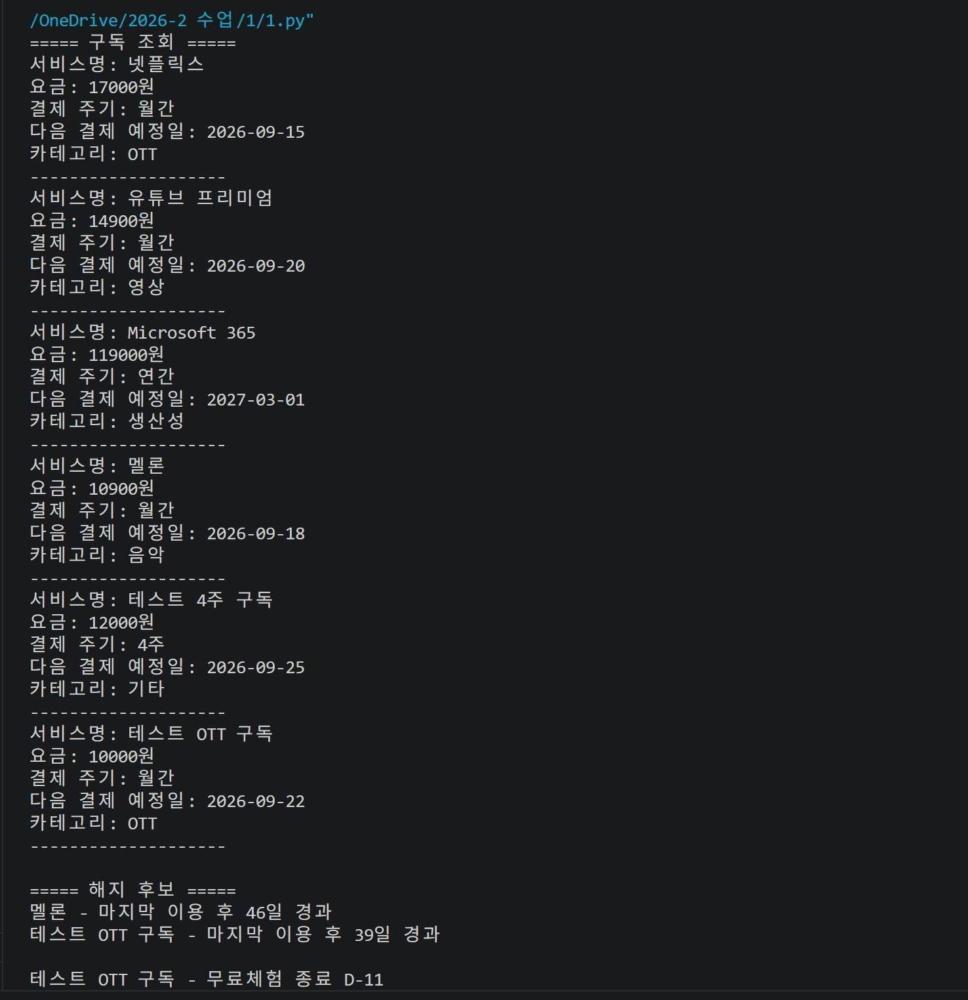 /OneDrive/2026-2 수업/1/1.py"
===== 구독 조회 =====
서비스명: 넷플릭스
요금: 17000원
결제 주기: 월간
다음 결제 예정일: 2026-09-15
카테고리: OTT
--------------------
서비스명: 유튜브 프리미엄
요금: 14900원
결제 주기: 월간
다음 결제 예정일: 2026-09-20
카테고리: 영상
--------------------
서비스명: Microsoft 365
요금: 119000원
결제 주기: 연간
다음 결제 예정일: 2027-03-01
카테고리: 생산성
--------------------
서비스명: 멜론
요금: 10900원
결제 주기: 월간
다음 결제 예정일: 2026-09-18
카테고리: 음악
--------------------
서비스명: 테스트 4주 구독
요금: 12000원
결제 주기: 4주
다음 결제 예정일: 2026-09-25
카테고리: 기타
--------------------
서비스명: 테스트 OTT 구독
요금: 10000원
결제 주기: 월간
다음 결제 예정일: 2026-09-22
카테고리: OTT
--------------------
===== 해지 후보 =====
멜론 - 마지막 이용 후 46일 경과
테스트 OTT 구독 - 마지막 이용 후 39일 경과
테스트 OTT 구독 - 무료체험 종료 D-11